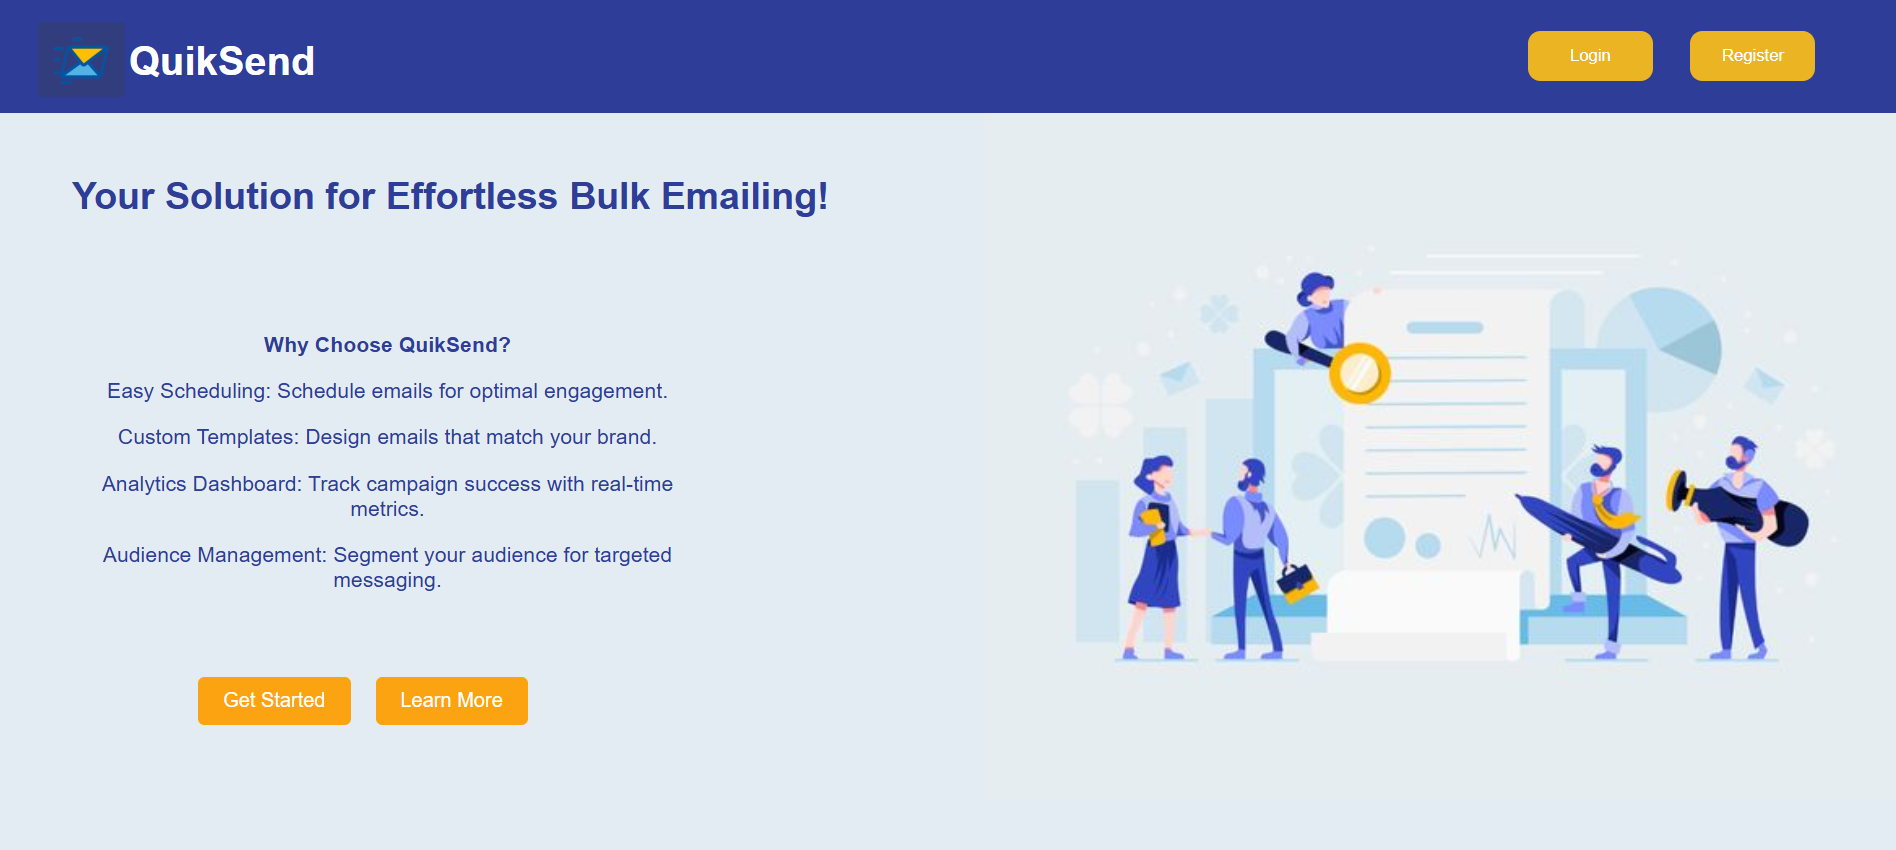 QuikSend
Login
Register
Your Solution for Effortless Bulk Emailing!
Why Choose QuikSend?
Easy Scheduling: Schedule emails for optimal engagement.
Custom Templates: Design emails that match your brand.
Analytics Dashboard: Track campaign success with real-time
metrics.
Audience Management: Segment your audience for targeted
messaging.
Get Started
Learn More